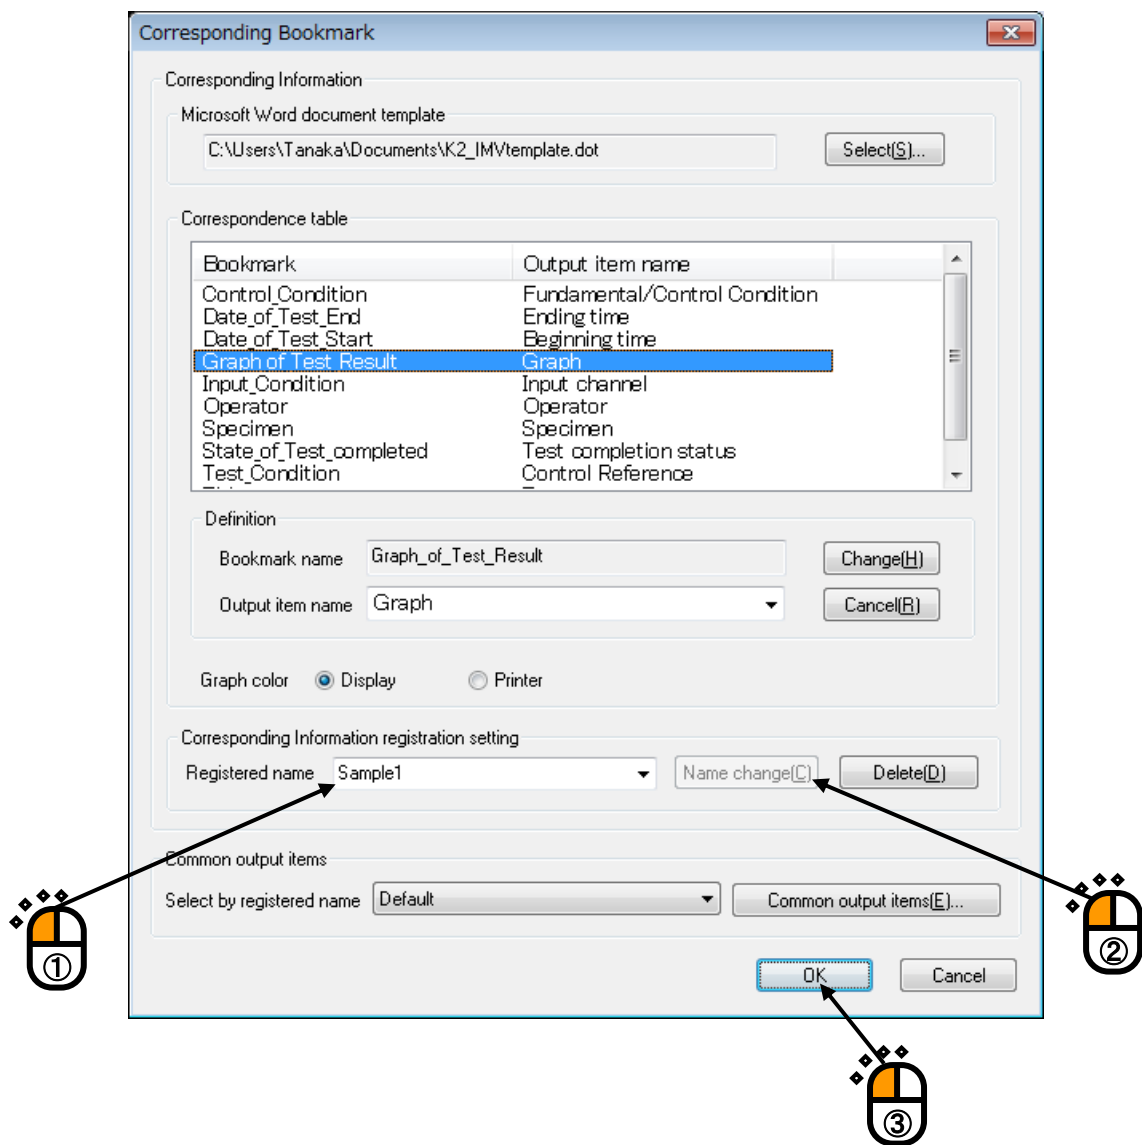 Corresponding Bookmark
Corresponding Information
Microsoft Word document template
C:\Users\Tanaka\Documents\K2_IMVtemplate.dot Select(S)...
Correspondence table
Bookmark Output item name
Control_Condition Fundamental/Control Condition
Date_of_Test_End Ending time
Date_of_Test_Start Beginning time
Graph of Test Result Graph
Input_Condition Input channel
Operator Operator
Specimen Specimen
State_of_Test_completed Test completion status
Test_Condition Control Reference
Definition
Bookmark name Graph_of_Test_Result Change(H)
Output item name Graph Cancel(R)
Graph color Display Printer
Corresponding Information registration setting
Registered name Sample1 Name change(C) Delete(D)
Common output items
Select by registered name Default Common output items(E)...
①
②
OK Cancel
③